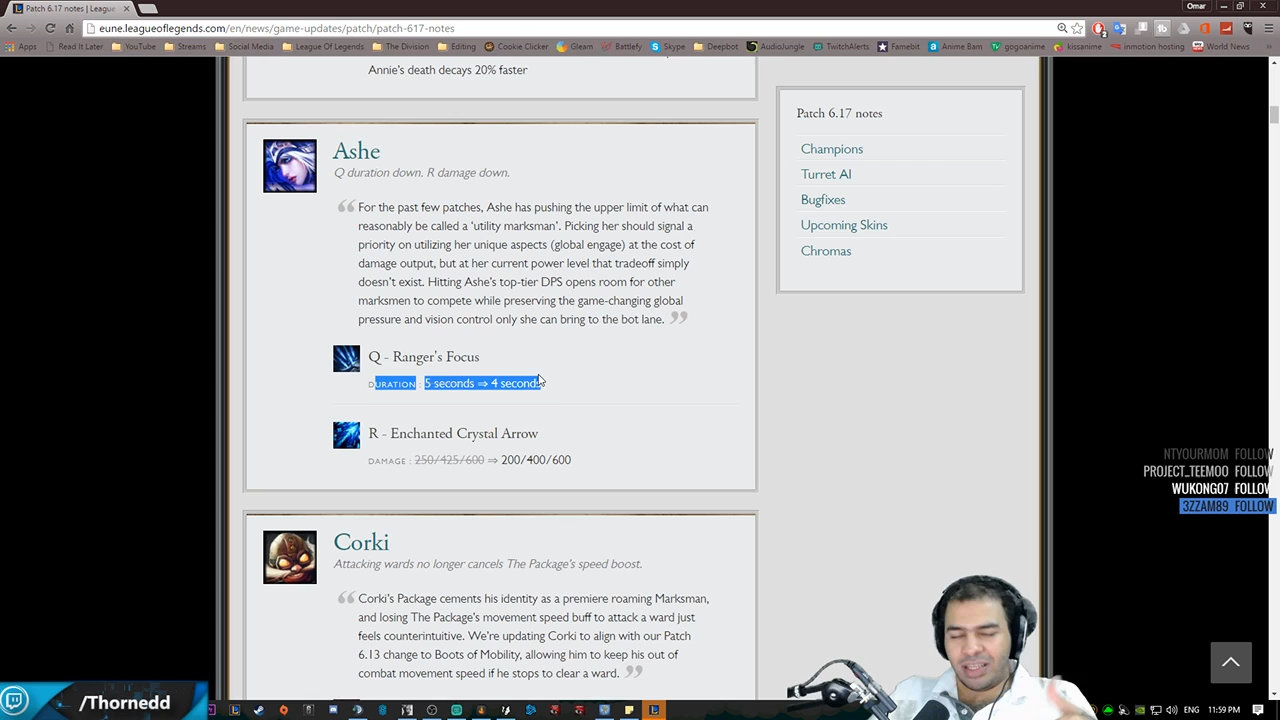 Patch 6.17 notes | League
Omar
eune.leagueoflegends.com/en/news/game-updates/patch/patch-617-notes
Apps Read It Later YouTube Streams Social Media League Of Legends The Division Editing Cookie Clicker Gleam Battlefy Skype Deepbot AudioJungle TwitchAlerts Famebit Anime Bam gogoanime kissanime inmotion hosting World News
Annie's death decays 20% faster
Ashe
Q duration down. R damage down.
“ For the past few patches, Ashe has pushing the upper limit of what can
reasonably be called a ‘utility marksman’. Picking her should signal a
priority on utilizing her unique aspects (global engage) at the cost of
damage output, but at her current power level that tradeoff simply
doesn't exist. Hitting Ashe's top-tier DPS opens room for other
marksmen to compete while preserving the game-changing global
pressure and vision control only she can bring to the bot lane. ”
Q - Ranger's Focus
DURATION : 5 seconds ⇒ 4 seconds
R - Enchanted Crystal Arrow
DAMAGE : 250/425/600 ⇒ 200/400/600
Corki
Attacking wards no longer cancels The Package's speed boost.
“ Corki's Package cements his identity as a premiere roaming Marksman,
and losing The Package's movement speed buff to attack a ward just
feels counterintuitive. We're updating Corki to align with our Patch
6.13 change to Boots of Mobility, allowing him to keep his out of
combat movement speed if he stops to clear a ward. ”
Patch 6.17 notes
Champions
Turret AI
Bugfixes
Upcoming Skins
Chromas
NTYOURMOM FOLLOW
PROJECT_TEEMOO FOLLOW
WUKONG07 FOLLOW
3ZZAM89 FOLLOW
/Thornedd
ENG 11:59 PM